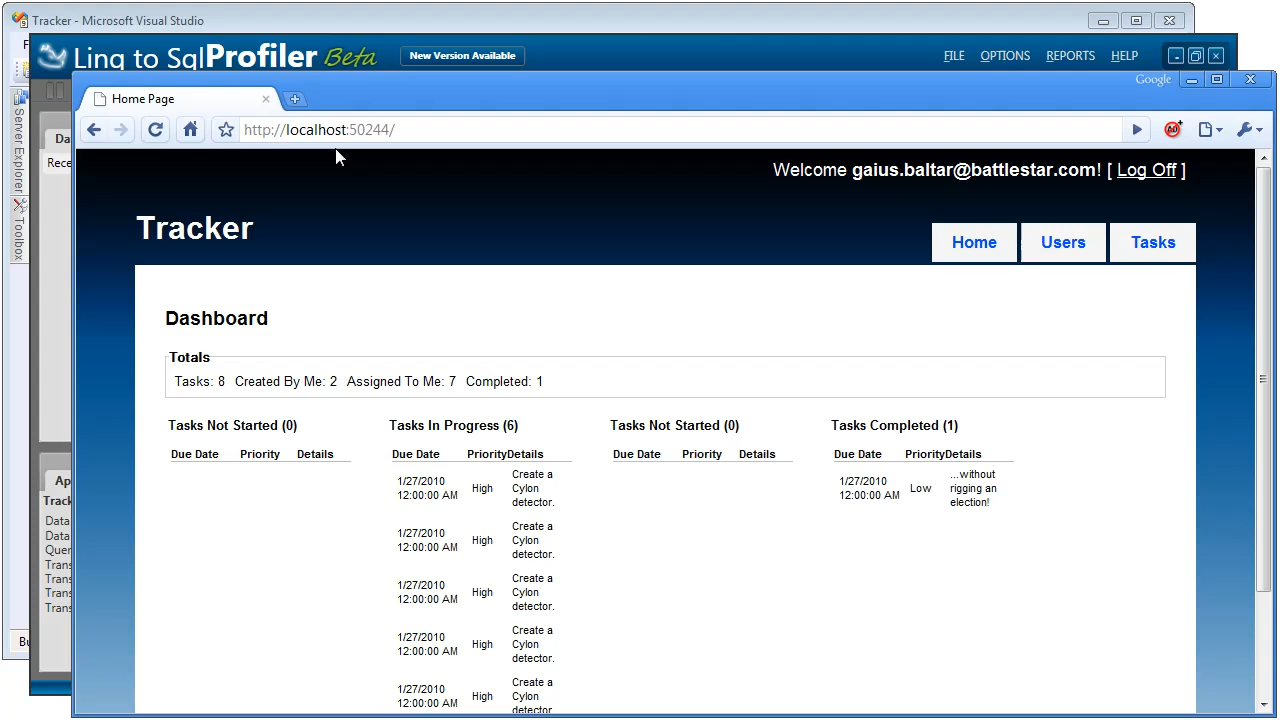 Tracker - Microsoft Visual Studio
F
Linq to SqlProfiler Beta
New Version Available
FILE OPTIONS REPORTS HELP
Google
Home Page
http://localhost:50244/
Server Explorer
Toolbox
Da
Rece
Welcome gaius.baltar@battlestar.com! [ Log Off ]
Tracker
Home Users Tasks
Dashboard
Totals
Tasks: 8 Created By Me: 2 Assigned To Me: 7 Completed: 1
Tasks Not Started (0)
Due Date Priority Details
Tasks In Progress (6)
Due Date PriorityDetails
1/27/2010
12:00:00 AM
High
Create a
Cylon
detector.
1/27/2010
12:00:00 AM
High
Create a
Cylon
detector.
1/27/2010
12:00:00 AM
High
Create a
Cylon
detector.
1/27/2010
12:00:00 AM
High
Create a
Cylon
detector.
1/27/2010
12:00:00 AM
High
Create a
Cylon
detector.
Tasks Not Started (0)
Due Date Priority Details
Tasks Completed (1)
Due Date PriorityDetails
1/27/2010
12:00:00 AM
Low
...without
rigging an
election!
Ap
Track
Data
Data
Quer
Trans
Trans
Trans
Trans
Bu